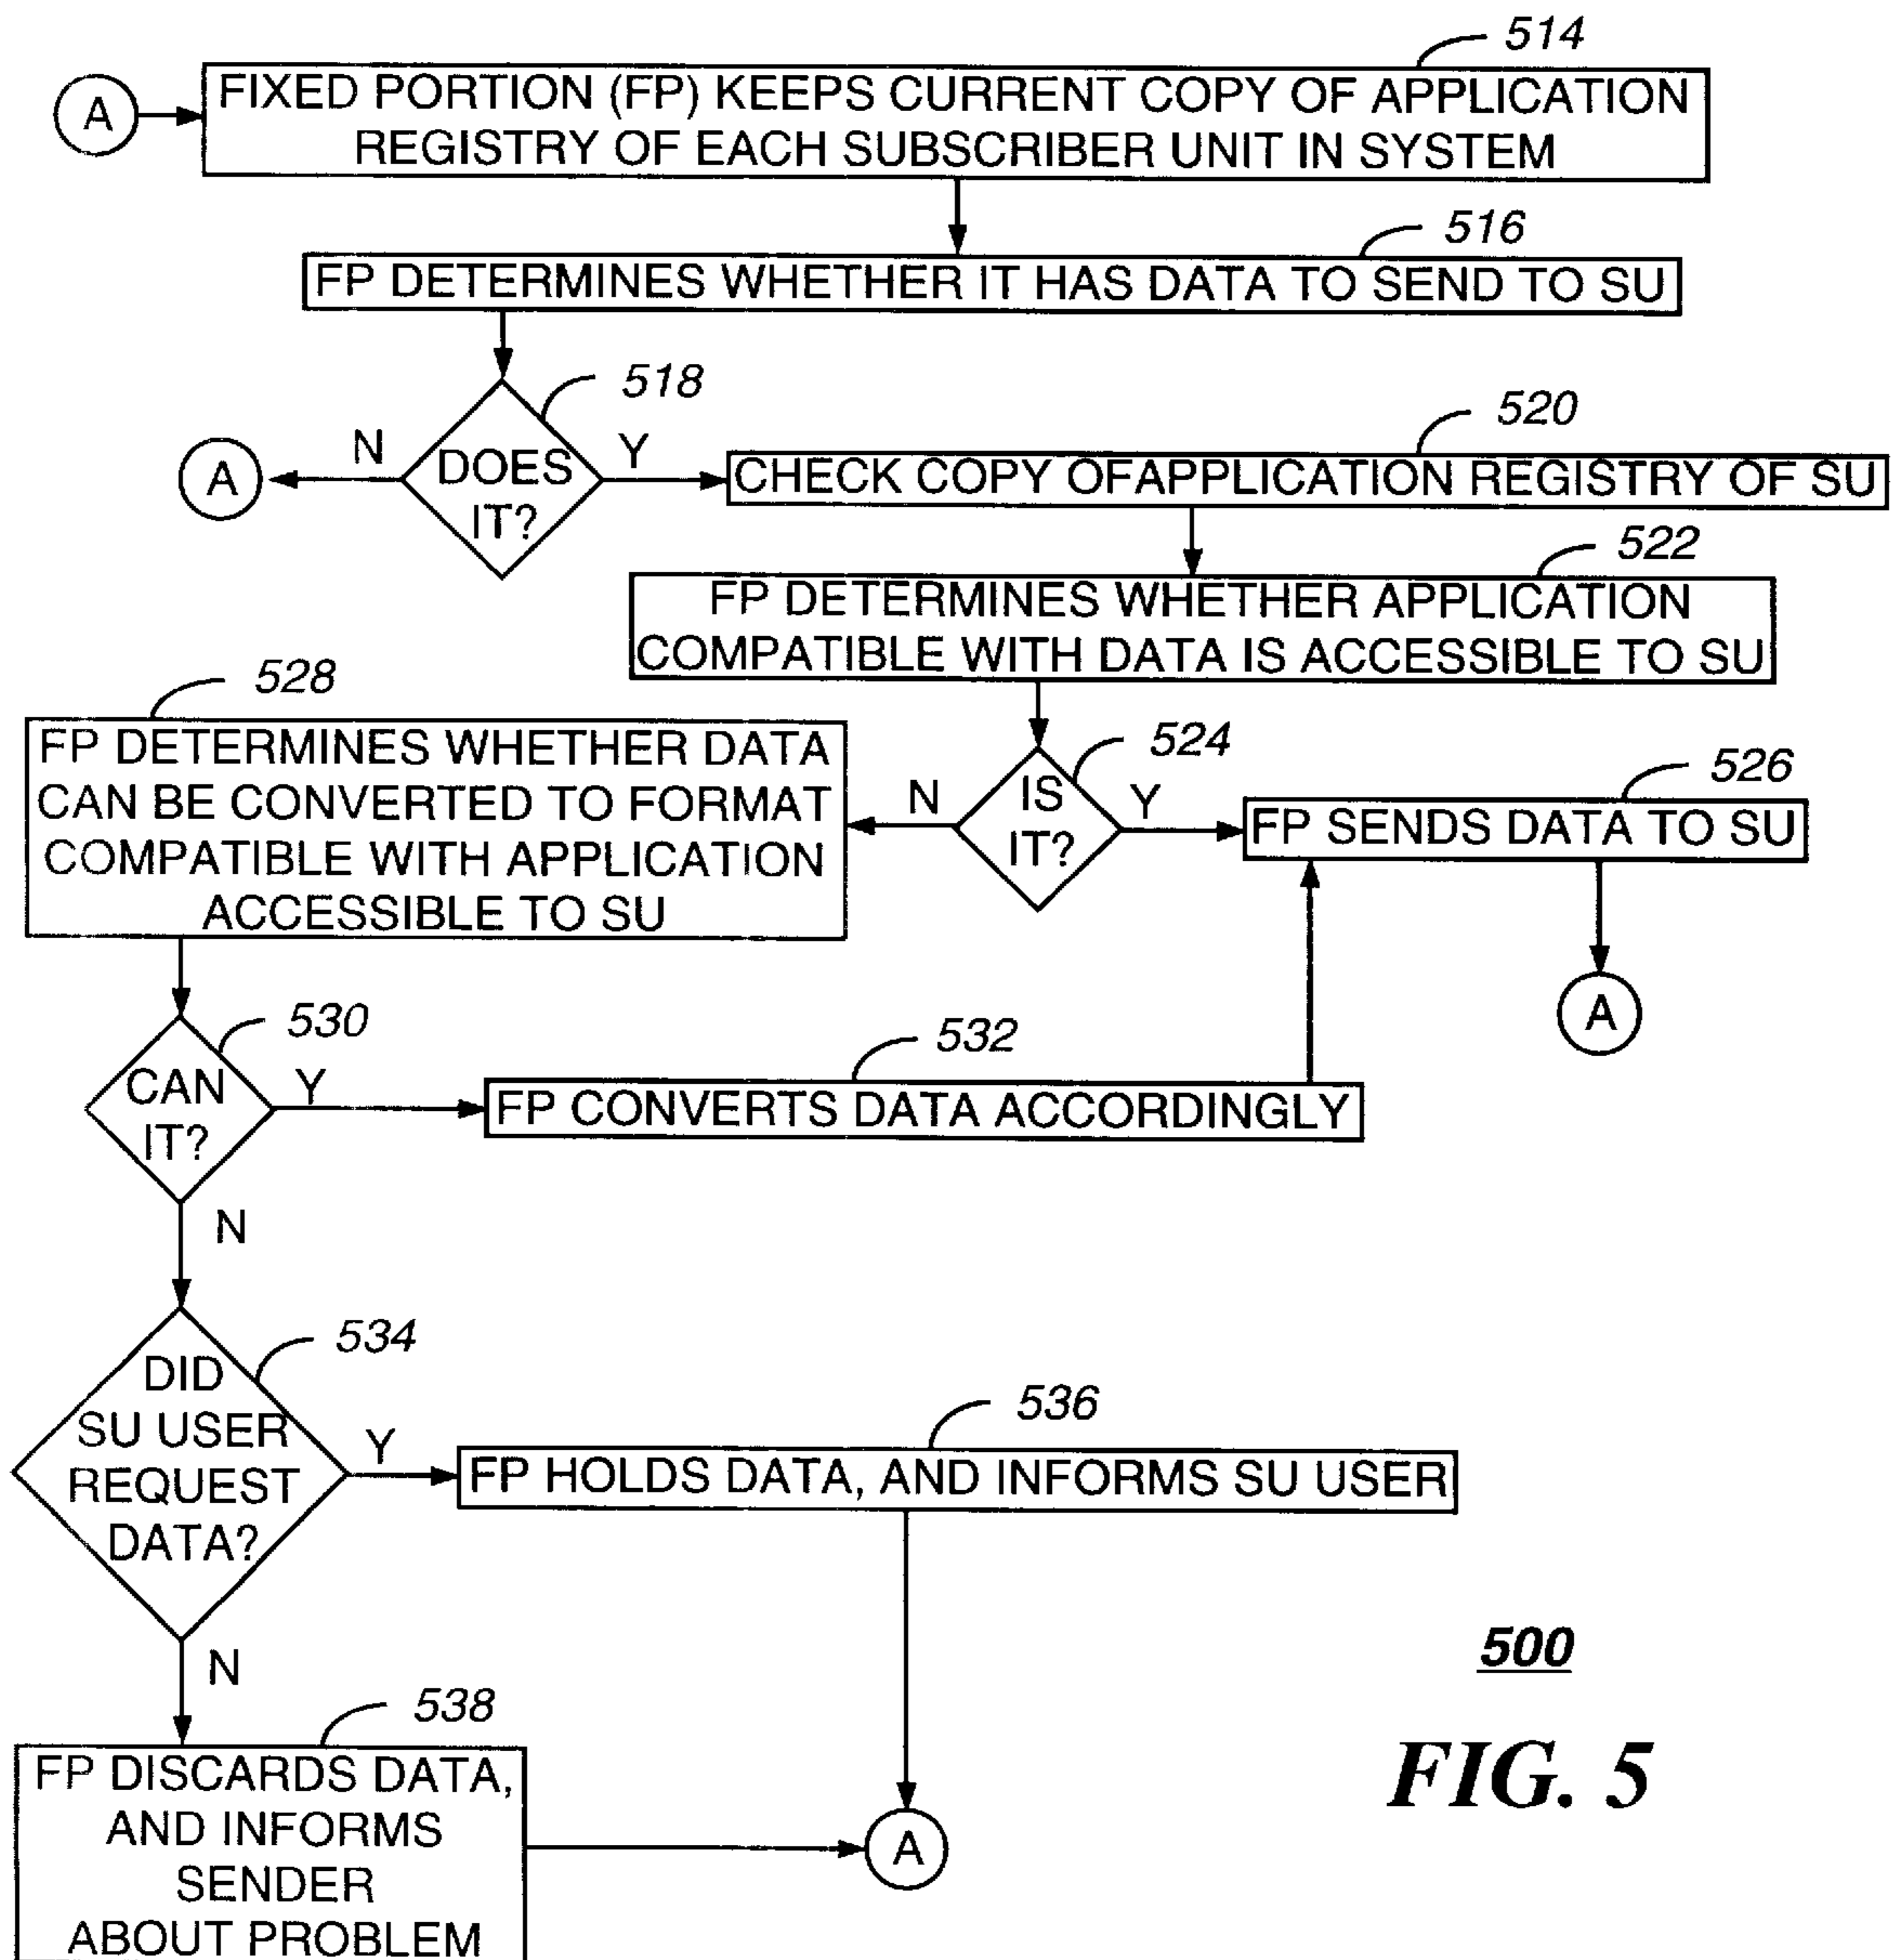 514
A
FIXED PORTION (FP) KEEPS CURRENT COPY OF APPLICATION
REGISTRY OF EACH SUBSCRIBER UNIT IN SYSTEM
516
FP DETERMINES WHETHER IT HAS DATA TO SEND TO SU
518
DOES
IT?
N
A
Y
520
CHECK COPY OFAPPLICATION REGISTRY OF SU
522
FP DETERMINES WHETHER APPLICATION
COMPATIBLE WITH DATA IS ACCESSIBLE TO SU
524
IS
IT?
N
Y
526
FP SENDS DATA TO SU
A
528
FP DETERMINES WHETHER DATA
CAN BE CONVERTED TO FORMAT
COMPATIBLE WITH APPLICATION
ACCESSIBLE TO SU
530
CAN
IT?
Y
532
FP CONVERTS DATA ACCORDINGLY
N
534
DID
SU USER
REQUEST
DATA?
Y
536
FP HOLDS DATA, AND INFORMS SU USER
N
538
FP DISCARDS DATA,
AND INFORMS
SENDER
ABOUT PROBLEM
A
500
FIG. 5